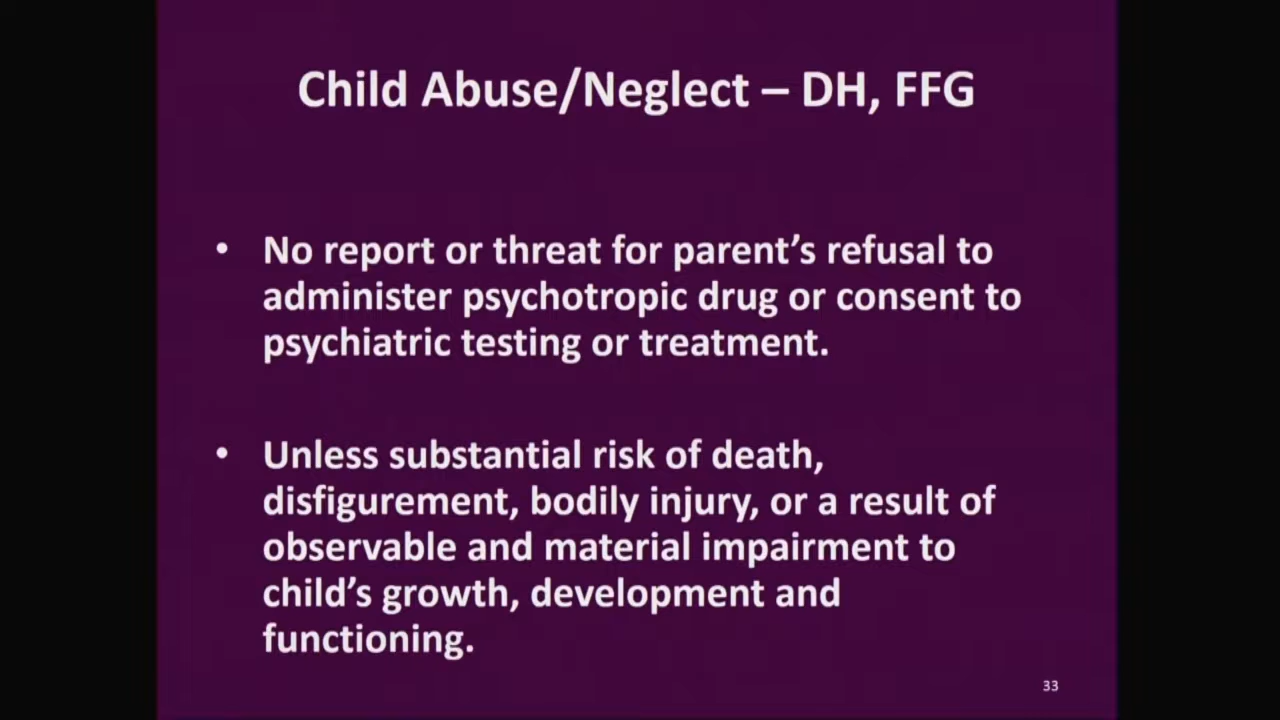 Child Abuse/Neglect – DH, FFG
• No report or threat for parent’s refusal to
administer psychotropic drug or consent to
psychiatric testing or treatment.
• Unless substantial risk of death,
disfigurement, bodily injury, or a result of
observable and material impairment to
child’s growth, development and
functioning.
33